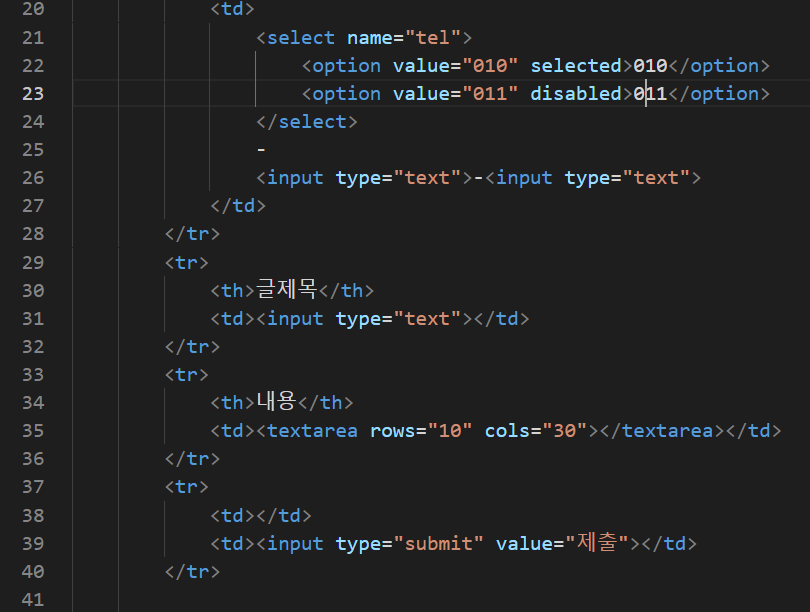 20 <td>
21 <select name="tel">
22 <option value="010" selected>010</option>
23 <option value="011" disabled>011</option>
24 </select>
25 -
26 <input type="text">-<input type="text">
27 </td>
28 </tr>
29 <tr>
30 <th>글제목</th>
31 <td><input type="text"></td>
32 </tr>
33 <tr>
34 <th>내용</th>
35 <td><textarea rows="10" cols="30"></textarea></td>
36 </tr>
37 <tr>
38 <td></td>
39 <td><input type="submit" value="제출"></td>
40 </tr>
41